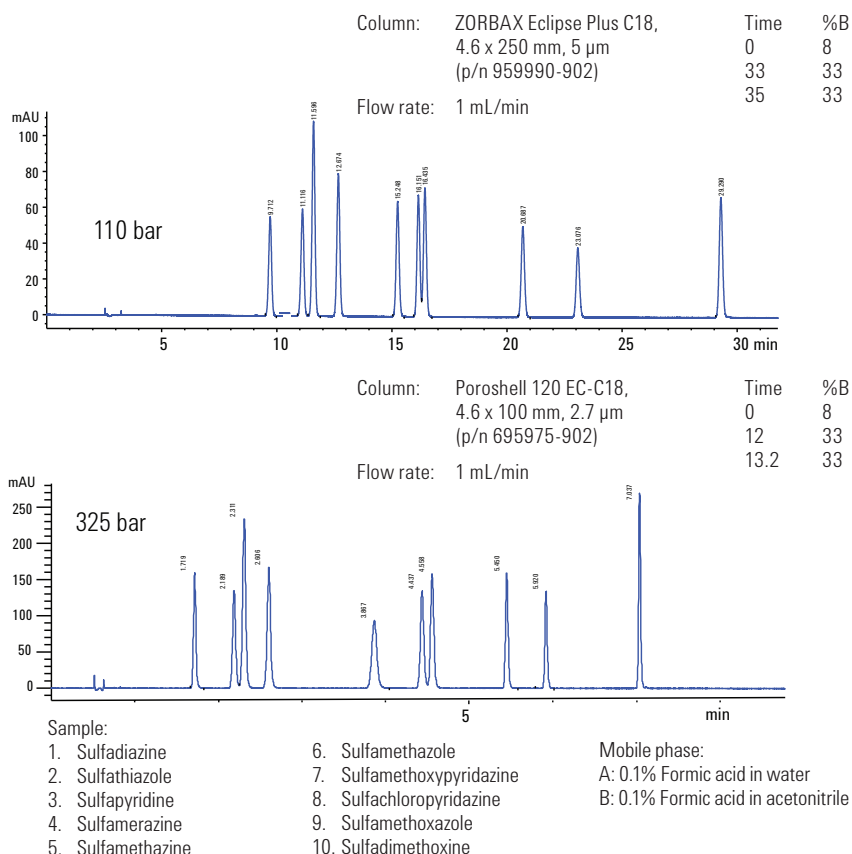 Column: ZORBAX Eclipse Plus C18, Time %B
4.6 x 250 mm, 5 µm 0 8
(p/n 959990-902) 33 33
35 33
Flow rate: 1 mL/min
mAU
100
80
60
40
20
0
110 bar
9.712
11.116
11.596
12.674
15.248
16.151
16.435
20.687
23.076
29.290
5 10 15 20 25 30 min
Column: Poroshell 120 EC-C18, Time %B
4.6 x 100 mm, 2.7 µm 0 8
(p/n 695975-902) 12 33
13.2 33
Flow rate: 1 mL/min
mAU
250
200
150
100
50
0
325 bar
1.719
2.189
2.311
2.606
3.867
4.437
4.558
5.450
5.920
7.037
5 min
Sample:
1. Sulfadiazine
2. Sulfathiazole
3. Sulfapyridine
4. Sulfamerazine
5. Sulfamethazine
6. Sulfamethazole
7. Sulfamethoxypyridazine
8. Sulfachloropyridazine
9. Sulfamethoxazole
10. Sulfadimethoxine
Mobile phase:
A: 0.1% Formic acid in water
B: 0.1% Formic acid in acetonitrile